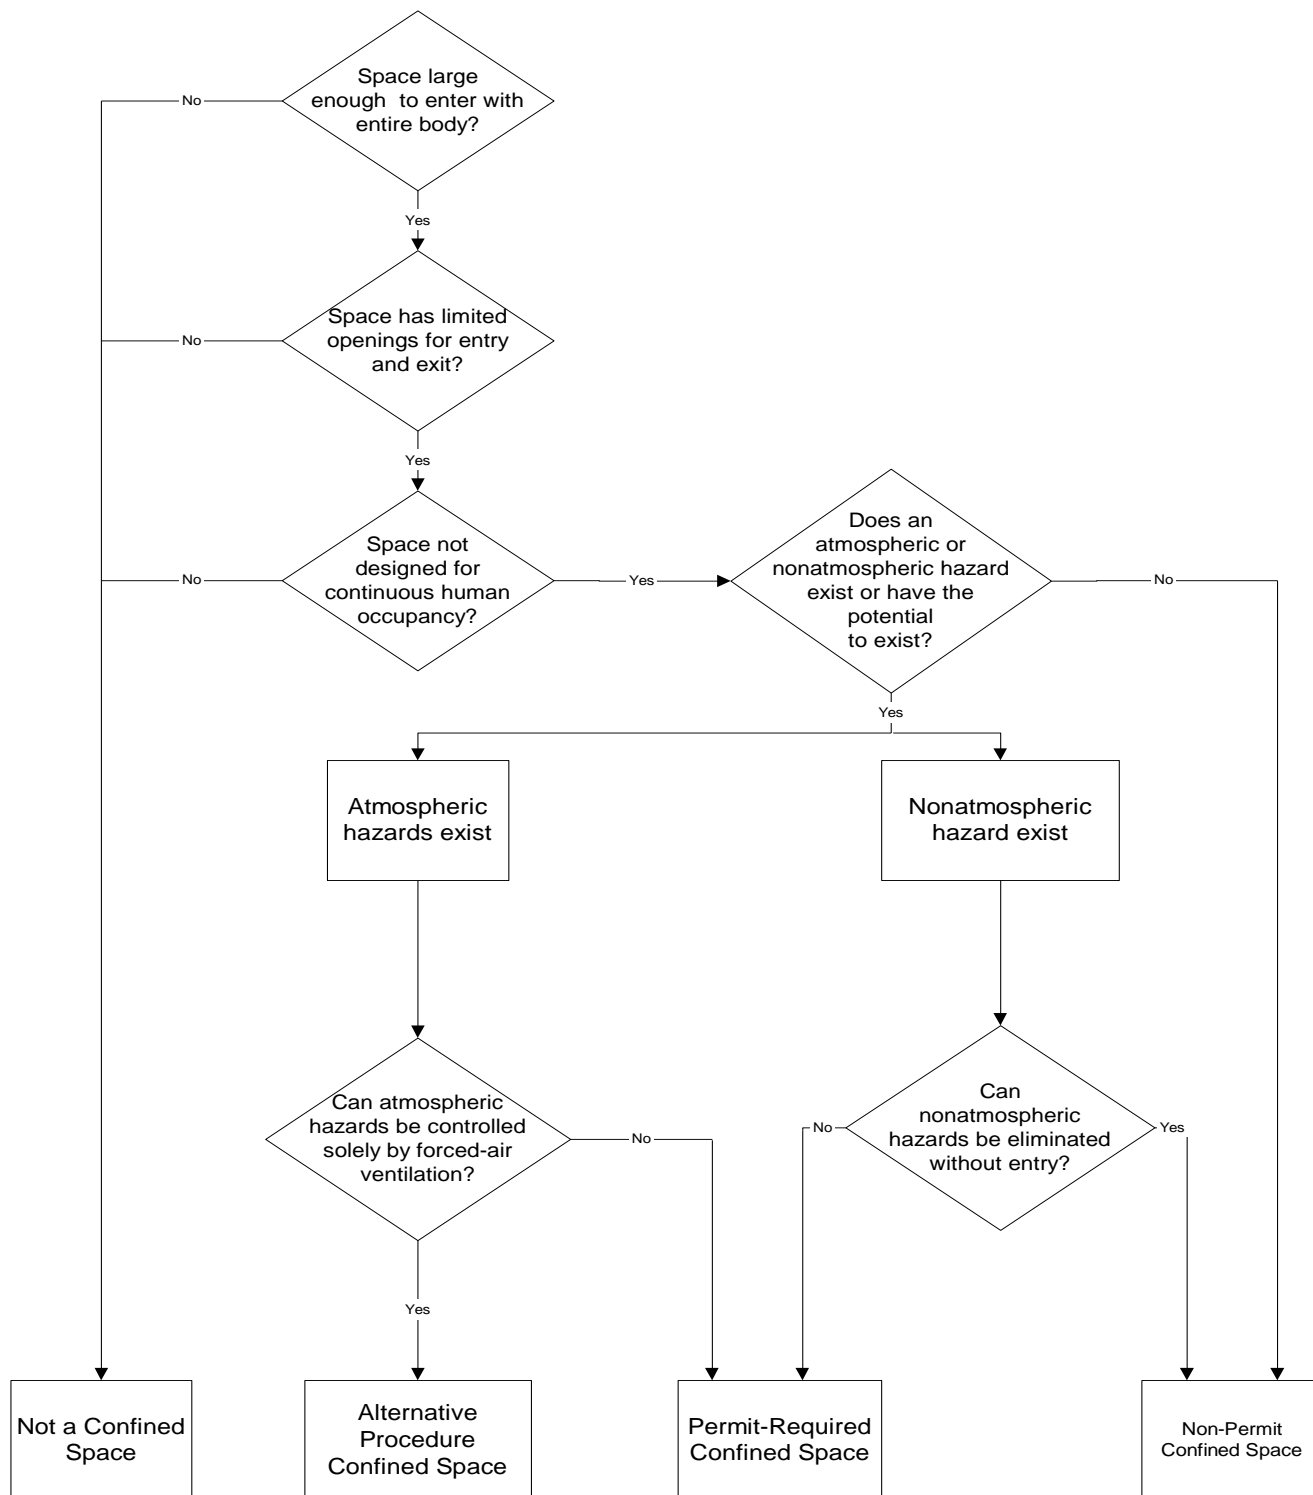 Space large
enough to enter with
entire body?
No
Yes
Space has limited
openings for entry
and exit?
No
Yes
Space not
designed for
continuous human
occupancy?
No
Yes
Does an
atmospheric or
nonatmospheric hazard
exist or have the
potential
to exist?
No
Yes
Atmospheric
hazards exist
Nonatmospheric
hazard exist
Can atmospheric
hazards be controlled
solely by forced-air
ventilation?
No
Yes
Can
nonatmospheric
hazards be eliminated
without entry?
No
Yes
Not a Confined
Space
Alternative
Procedure
Confined Space
Permit-Required
Confined Space
Non-Permit
Confined Space